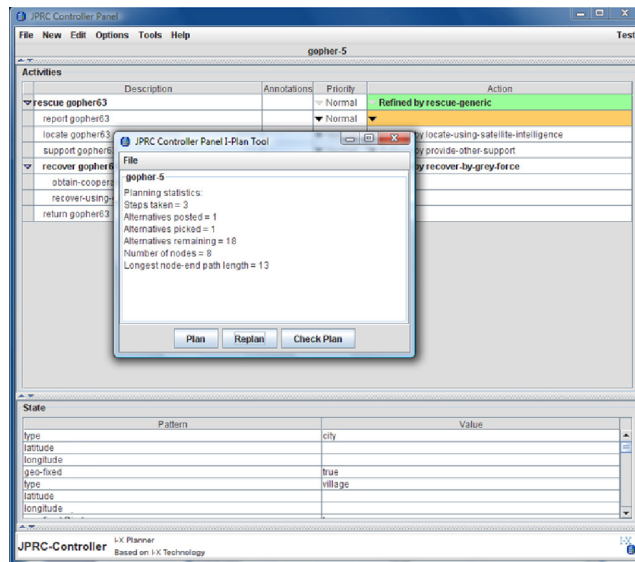 JPRC Controller Panel
File New Edit Options Tools Help Test
gopher-5
Activities
Description Annotations Priority Action
rescue gopher63 Normal Refined by rescue-generic
report gopher63 Normal
locate gopher63 by locate-using-satellite-intelligence
support gopher6 by provide-other-support
recover gopher6 by recover-by-grey-force
obtain-coopera
recover-using-
return gopher63
JPRC Controller Panel I-Plan Tool
File
gopher-5
Planning statistics:
Steps taken = 3
Alternatives posted = 1
Alternatives picked = 1
Alternatives remaining = 18
Number of nodes = 8
Longest node-end path length = 13
Plan Replan Check Plan
State
Pattern Value
type city
latitude
longitude
geo-fixed true
type village
latitude
longitude
JPRC-Controller
I-X Planner
Based on I-X Technology
I-X